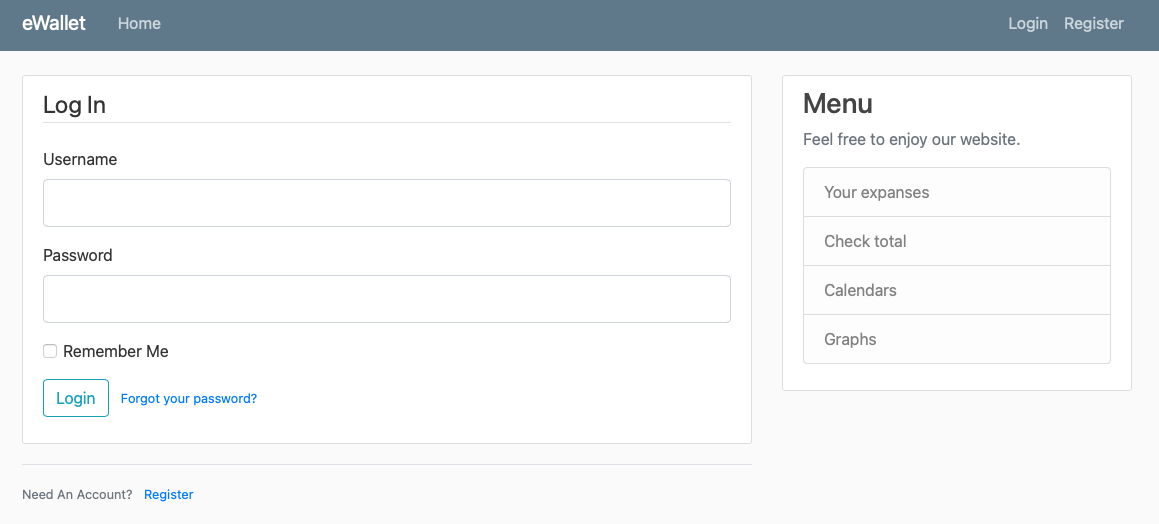 eWallet Home Login Register
Log In
Username
Password
Remember Me
Login Forgot your password?
Need An Account? Register
Menu
Feel free to enjoy our website.
Your expanses
Check total
Calendars
Graphs